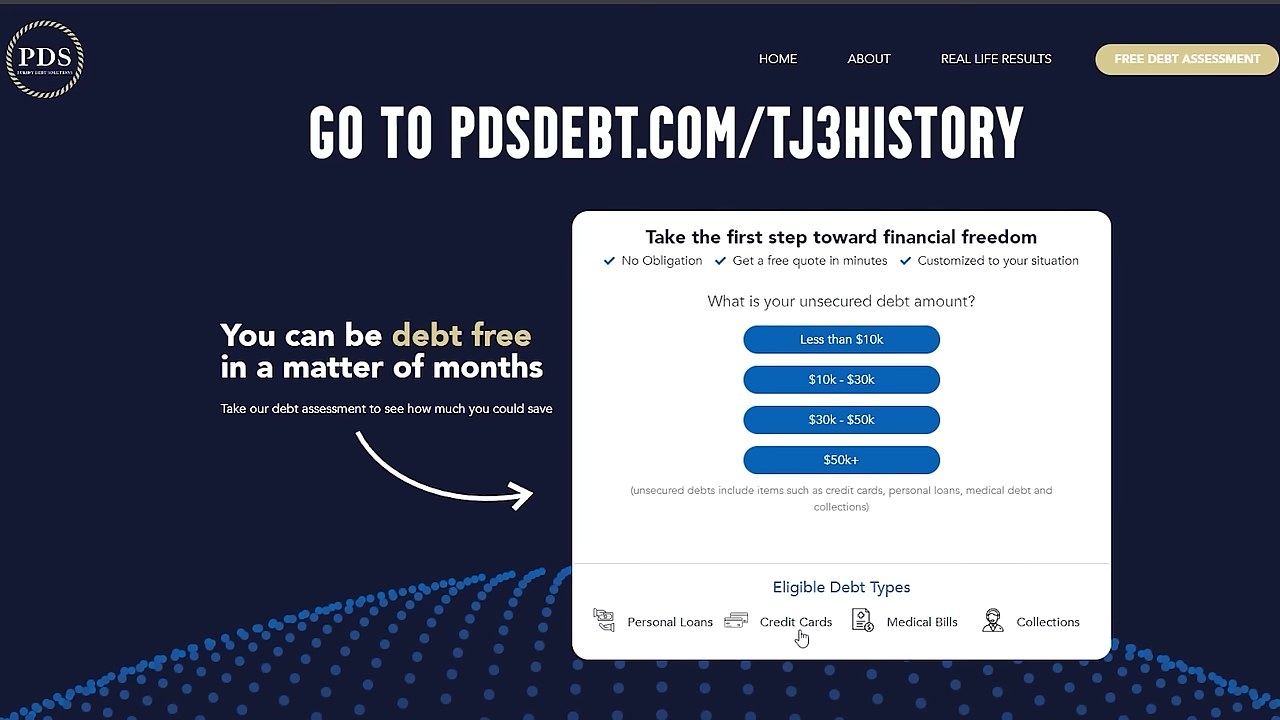 PDS
PURIFY DEBT SOLUTIONS
HOME
ABOUT
REAL LIFE RESULTS
FREE DEBT ASSESSMENT
GO TO PDSDEBT.COM/TJ3HISTORY
Take the first step toward financial freedom
No Obligation
Get a free quote in minutes
Customized to your situation
What is your unsecured debt amount?
Less than $10k
$10k - $30k
$30k - $50k
$50k+
(unsecured debts include items such as credit cards, personal loans, medical debt and
collections)
You can be debt free
in a matter of months
Take our debt assessment to see how much you could save
Eligible Debt Types
Personal Loans
Credit Cards
Medical Bills
Collections